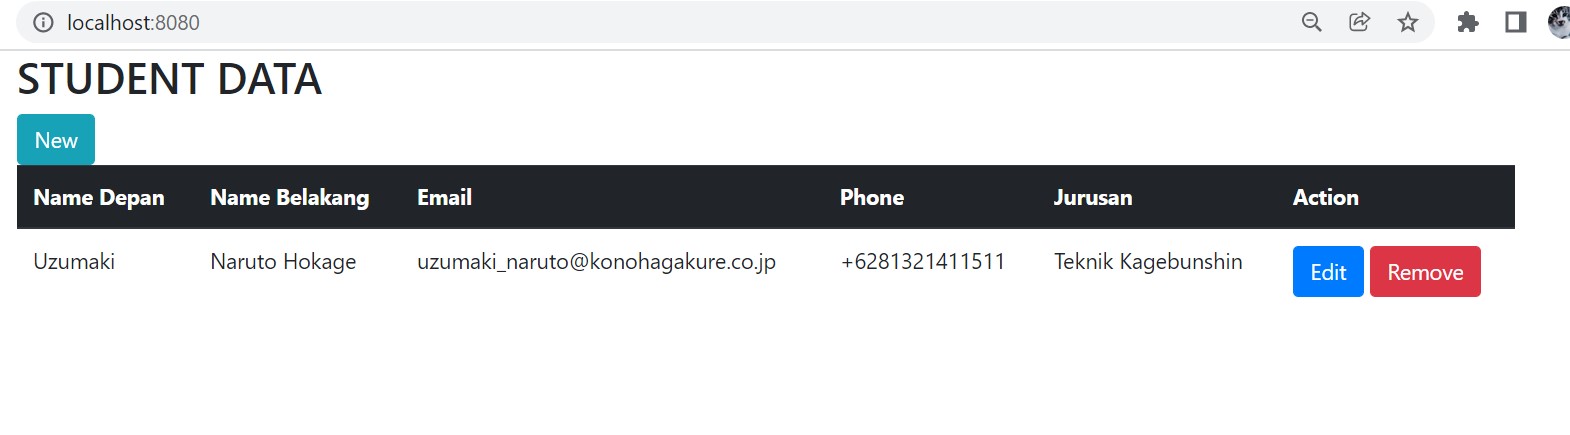 localhost:8080
STUDENT DATA
New
Name Depan Name Belakang Email Phone Jurusan Action
Uzumaki Naruto Hokage uzumaki_naruto@konohagakure.co.jp +6281321411511 Teknik Kagebunshin Edit Remove